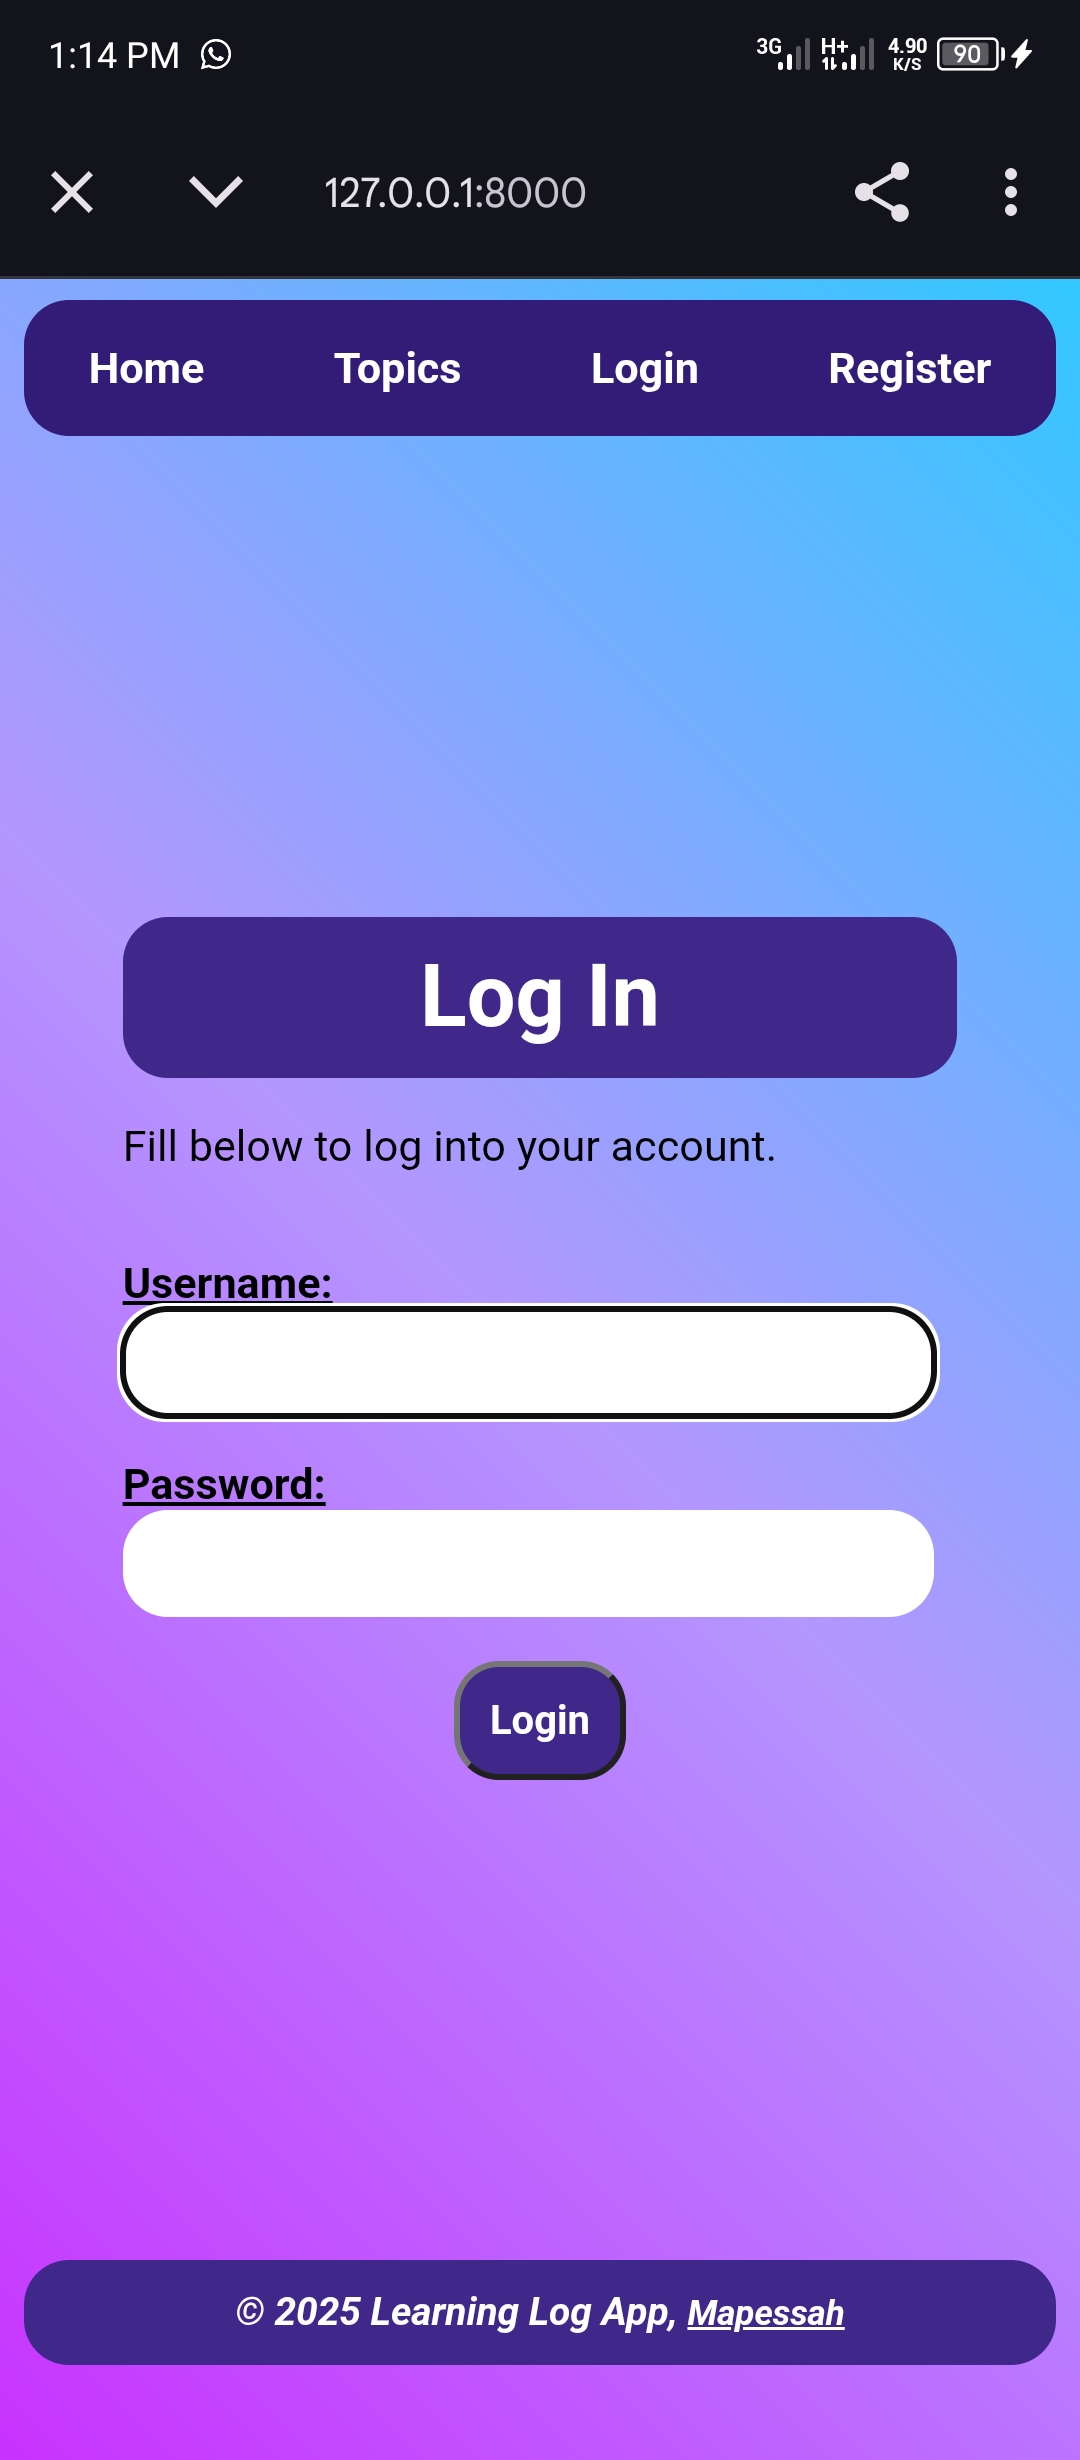 1:14 PM 3G H+ 4.90 K/S 90
127.0.0.1:8000
Home Topics Login Register
Log In
Fill below to log into your account.
Username:
Password:
Login
© 2025 Learning Log App, Mapessah